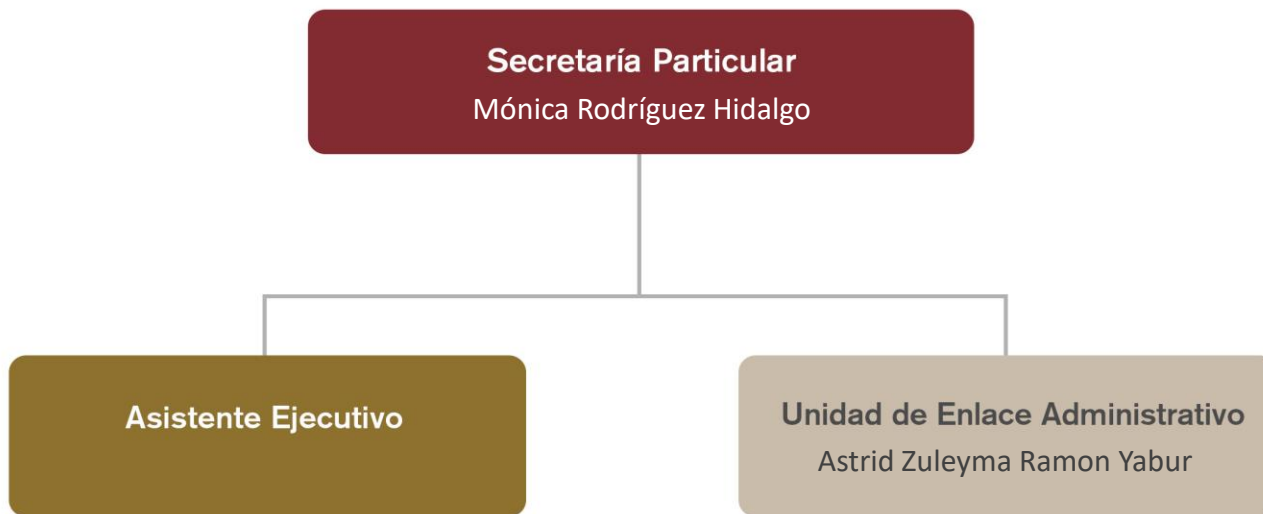 Secretaría Particular
Mónica Rodríguez Hidalgo
Asistente Ejecutivo
Unidad de Enlace Administrativo
Astrid Zuleyma Ramon Yabur